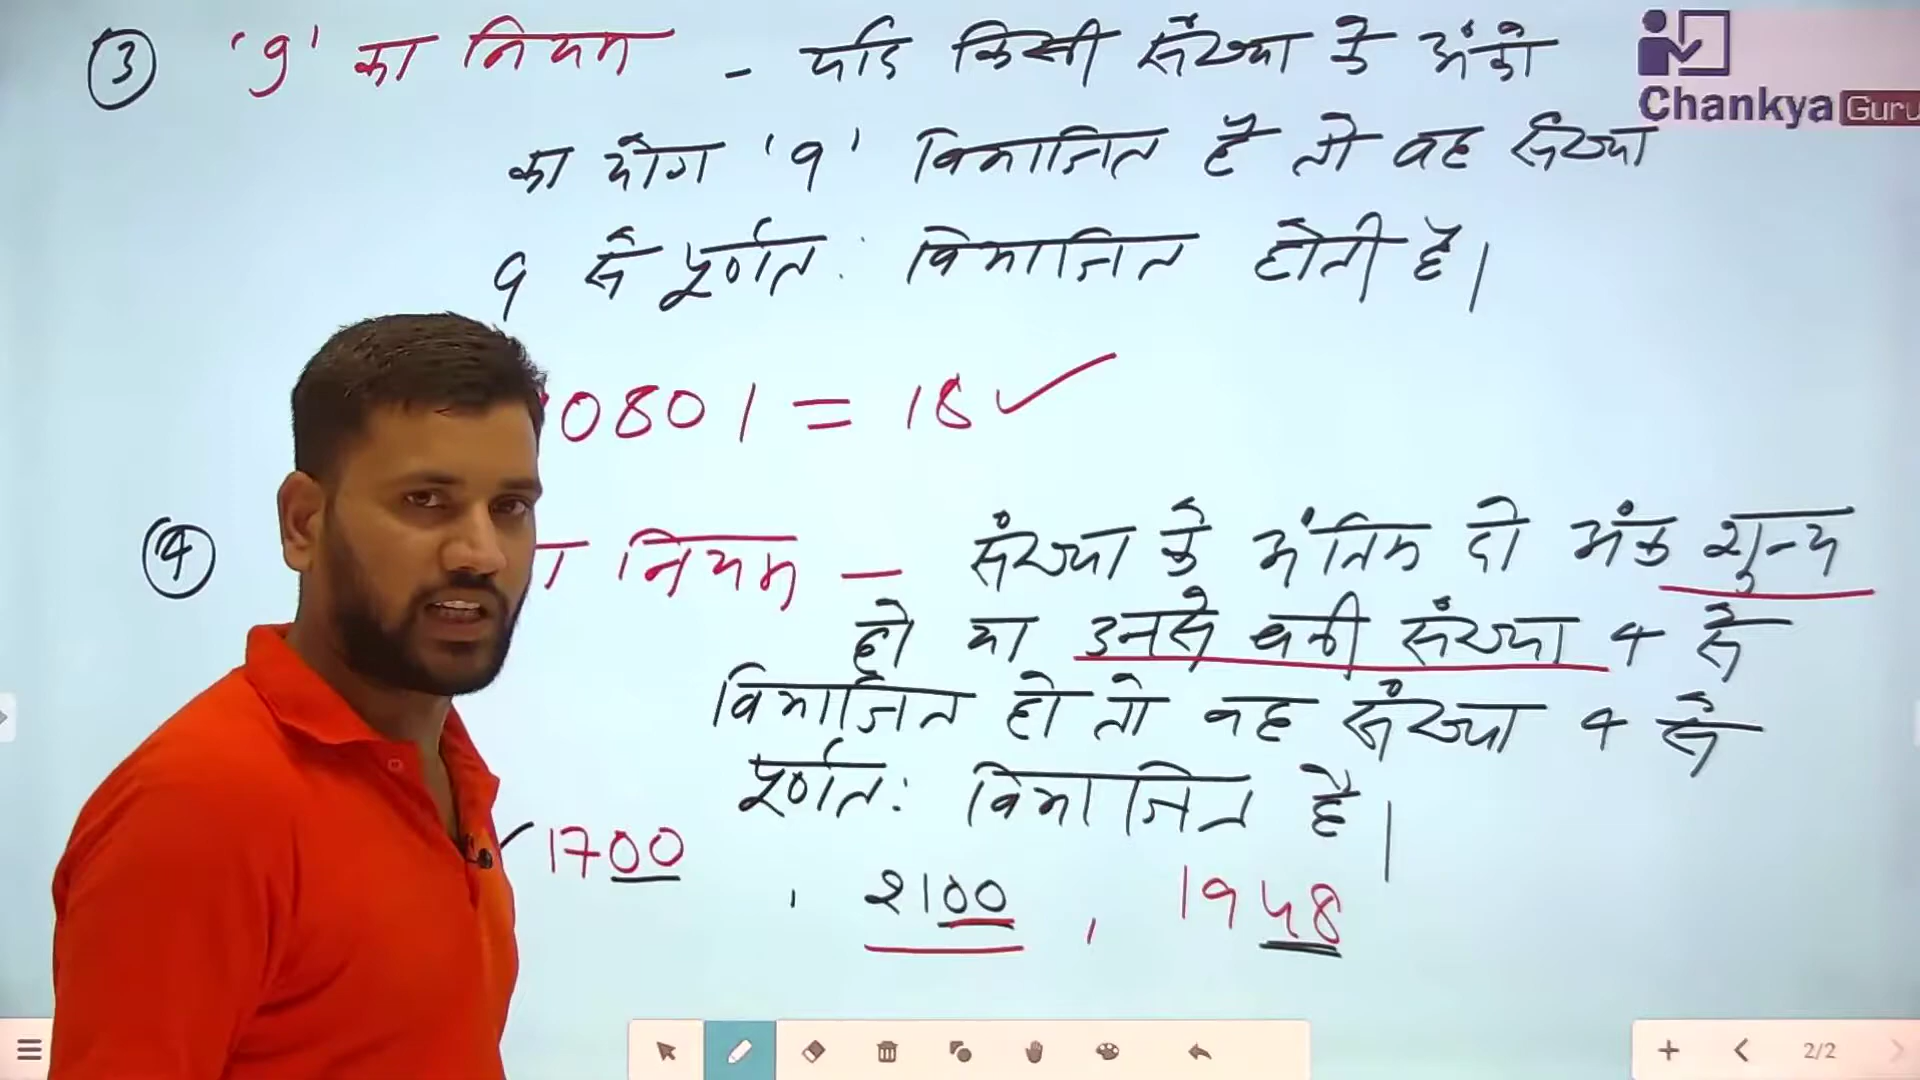 ③ '9' का नियम - यदि किसी संख्या के अंको
का योग '9' विभाजित है तो वह संख्या
9 से पूर्णत: विभाजित होती है।
0801 = 18 ✓
④ नियम — संख्या के अंतिम दो अंक शुन्य
हो या उनसे बनी संख्या 4 से
विभाजित हो तो वह संख्या 4 से
पूर्णत: विभाजित है।
1700 , 2100 , 1948
Chankya Guru
2/2